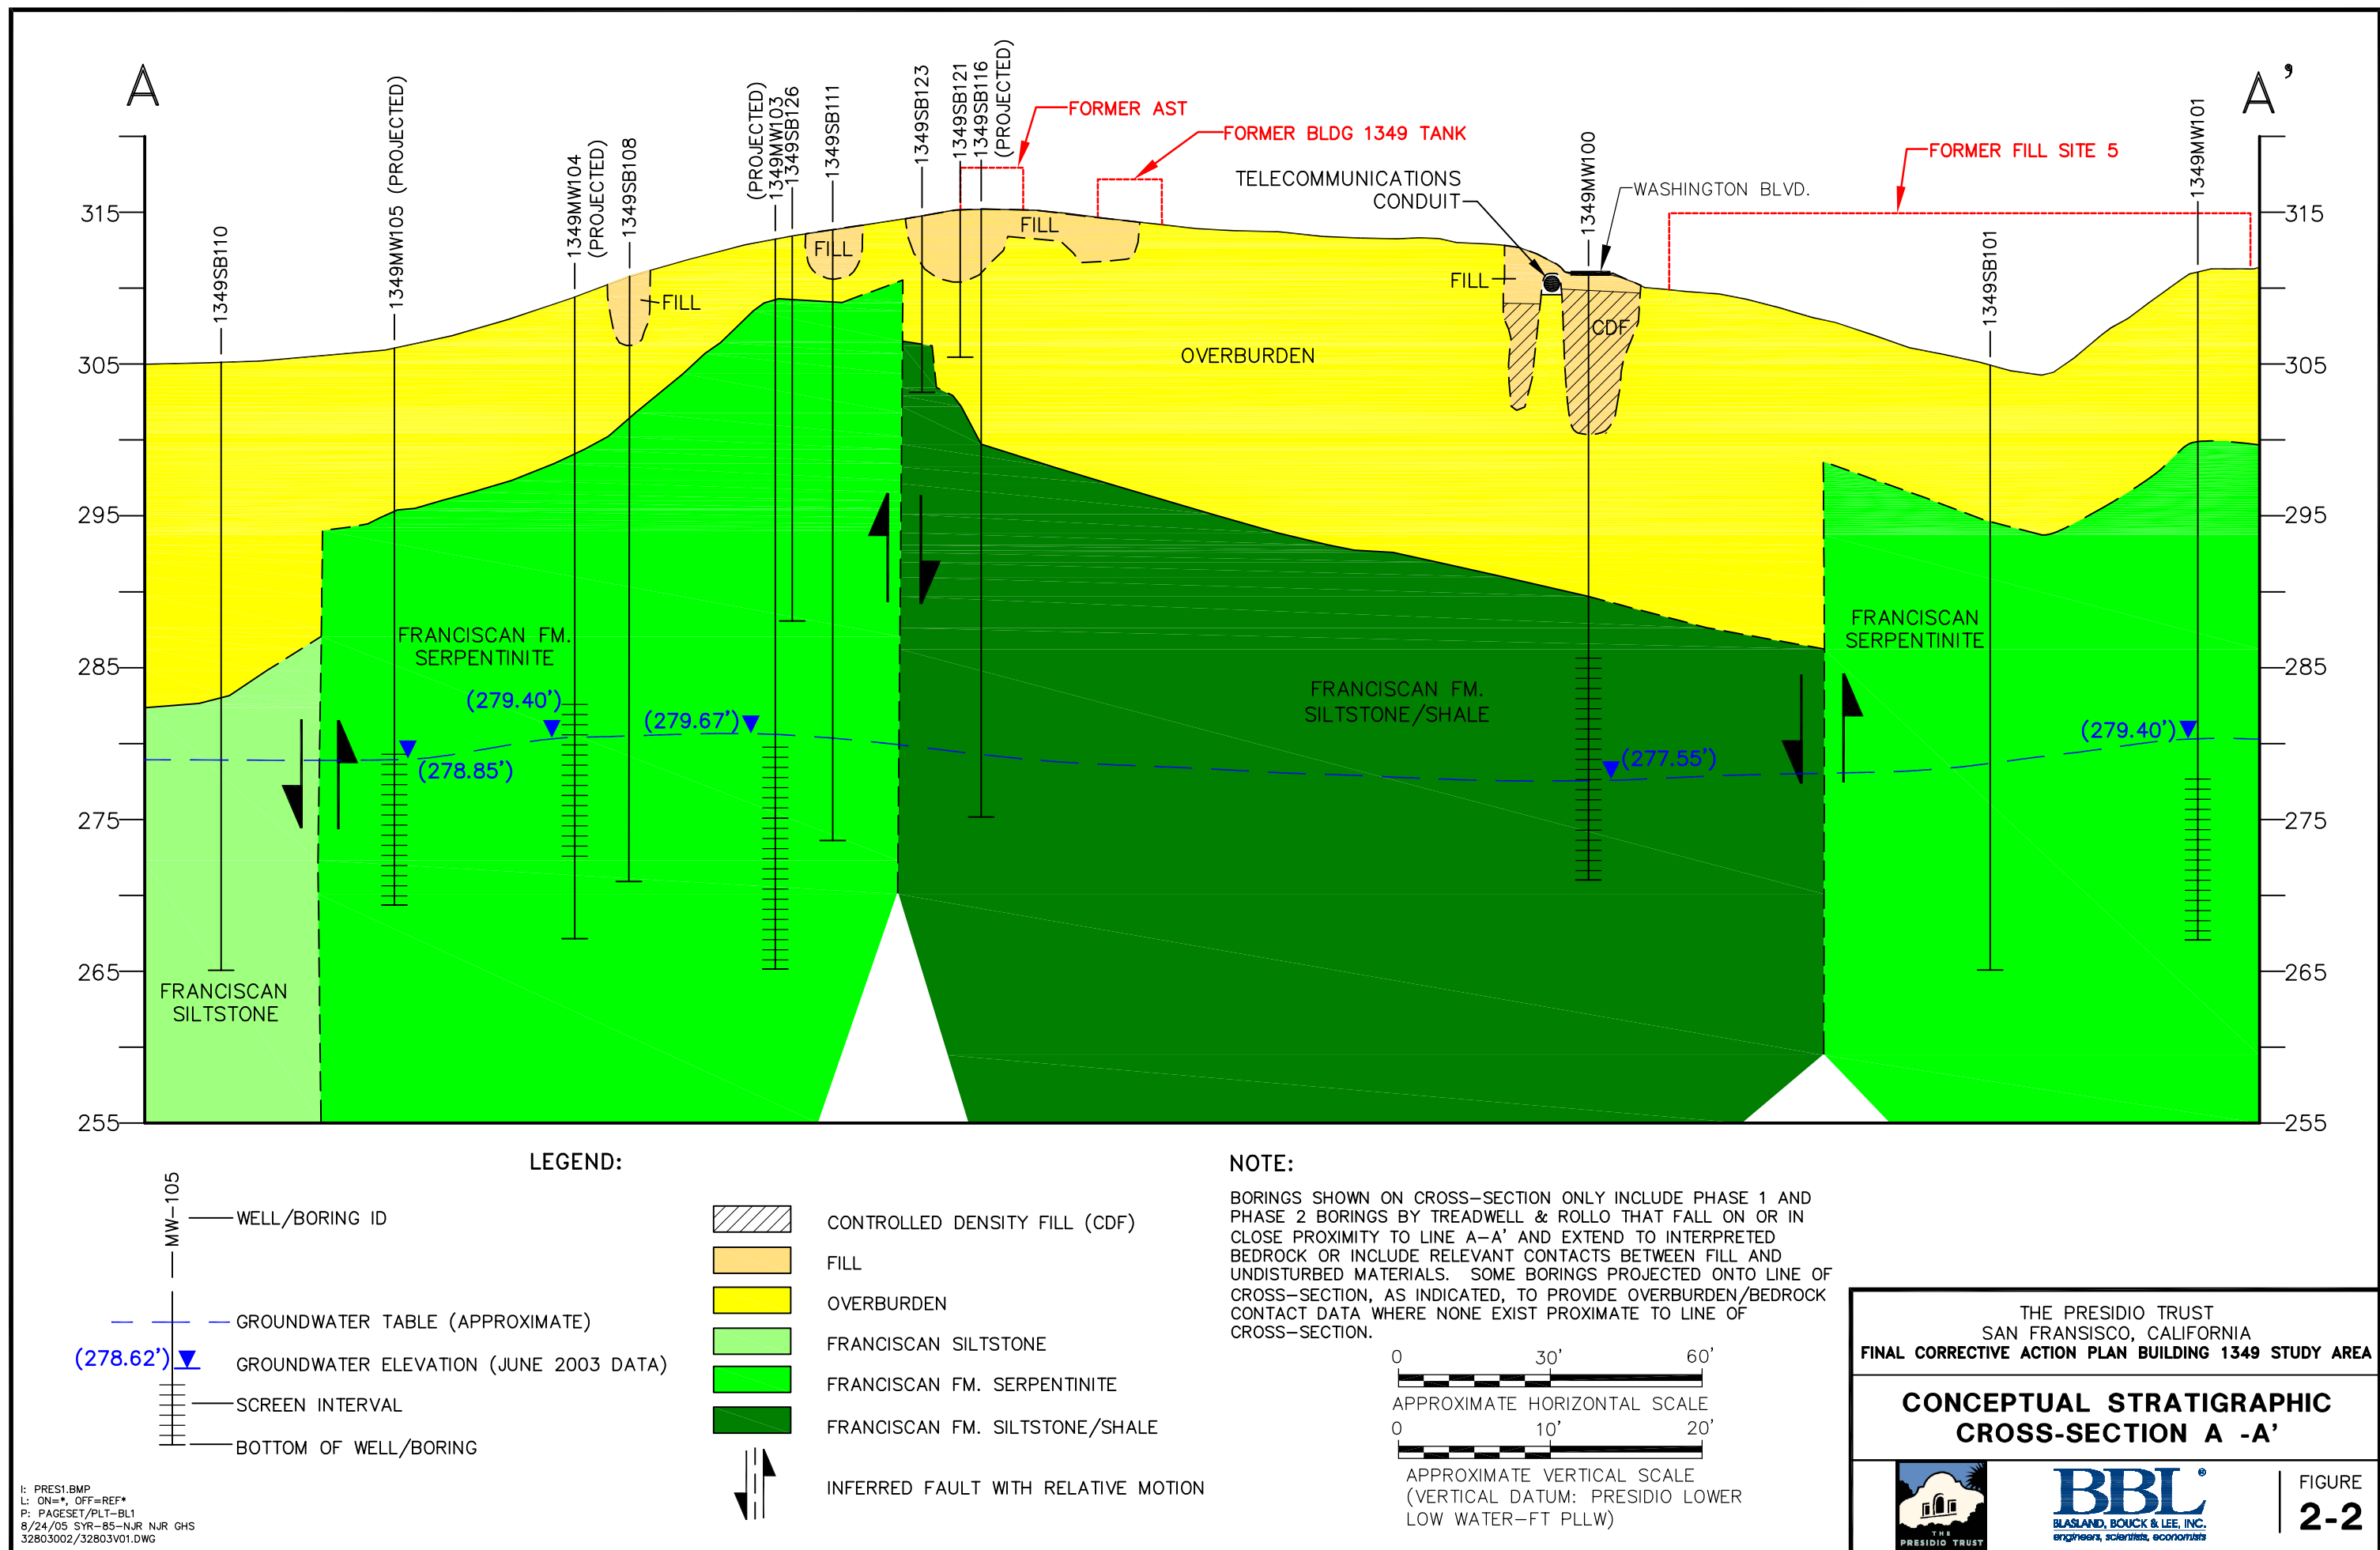 A
A'
1349SB110
1349MW105 (PROJECTED)
1349MW104
(PROJECTED)
1349SB108
(PROJECTED)
1349MW103
1349SB126
1349SB111
1349SB123
1349SB121
1349SB116
(PROJECTED)
FORMER AST
FORMER BLDG 1349 TANK
TELECOMMUNICATIONS
CONDUIT
1349MW100
WASHINGTON BLVD.
FORMER FILL SITE 5
1349SB101
1349MW101
315
305
295
285
275
265
255
315
305
295
285
275
265
255
FILL
FILL
FILL
FILL
CDF
OVERBURDEN
FRANCISCAN FM.
SERPENTINITE
FRANCISCAN
SERPENTINITE
FRANCISCAN FM.
SILTSTONE/SHALE
FRANCISCAN
SILTSTONE
(279.40')
(279.67')
(278.85')
(277.55')
(279.40')
LEGEND:
MW-105
WELL/BORING ID
GROUNDWATER TABLE (APPROXIMATE)
(278.62')
GROUNDWATER ELEVATION (JUNE 2003 DATA)
SCREEN INTERVAL
BOTTOM OF WELL/BORING
CONTROLLED DENSITY FILL (CDF)
FILL
OVERBURDEN
FRANCISCAN SILTSTONE
FRANCISCAN FM. SERPENTINITE
FRANCISCAN FM. SILTSTONE/SHALE
INFERRED FAULT WITH RELATIVE MOTION
NOTE:
BORINGS SHOWN ON CROSS-SECTION ONLY INCLUDE PHASE 1 AND
PHASE 2 BORINGS BY TREADWELL & ROLLO THAT FALL ON OR IN
CLOSE PROXIMITY TO LINE A-A' AND EXTEND TO INTERPRETED
BEDROCK OR INCLUDE RELEVANT CONTACTS BETWEEN FILL AND
UNDISTURBED MATERIALS. SOME BORINGS PROJECTED ONTO LINE OF
CROSS-SECTION, AS INDICATED, TO PROVIDE OVERBURDEN/BEDROCK
CONTACT DATA WHERE NONE EXIST PROXIMATE TO LINE OF
CROSS-SECTION.
0 30' 60'
APPROXIMATE HORIZONTAL SCALE
0 10' 20'
APPROXIMATE VERTICAL SCALE
(VERTICAL DATUM: PRESIDIO LOWER
LOW WATER-FT PLLW)
I: PRES1.BMP
L: ON=*, OFF=REF*
P: PAGESET/PLT-BL1
8/24/05 SYR-85-NJR NJR GHS
32803002/32803V01.DWG
THE PRESIDIO TRUST
SAN FRANSISCO, CALIFORNIA
FINAL CORRECTIVE ACTION PLAN BUILDING 1349 STUDY AREA
CONCEPTUAL STRATIGRAPHIC
CROSS-SECTION A -A'
THE
PRESIDIO TRUST
BBL®
BLASLAND, BOUCK & LEE, INC.
engineers, scientists, economists
FIGURE
2-2